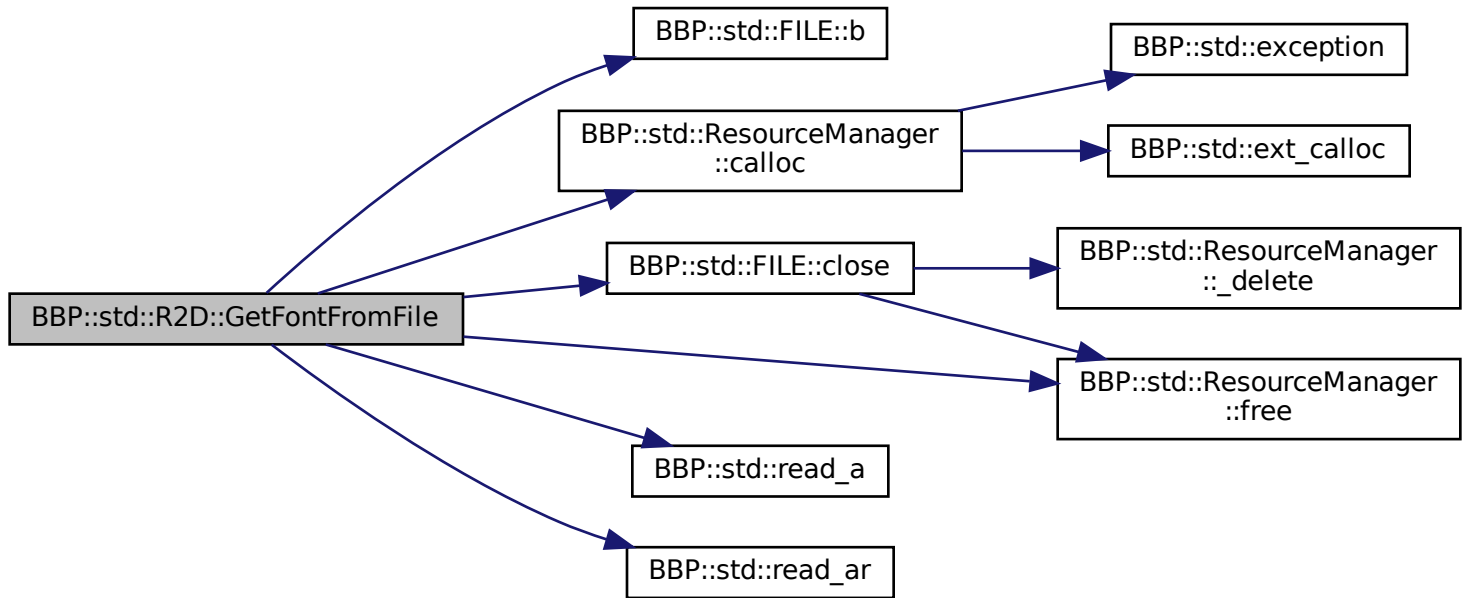 BBP::std::FILE::b
BBP::std::exception
BBP::std::ResourceManager
::calloc
BBP::std::ext_calloc
BBP::std::FILE::close
BBP::std::ResourceManager
::_delete
BBP::std::R2D::GetFontFromFile
BBP::std::ResourceManager
::free
BBP::std::read_a
BBP::std::read_ar